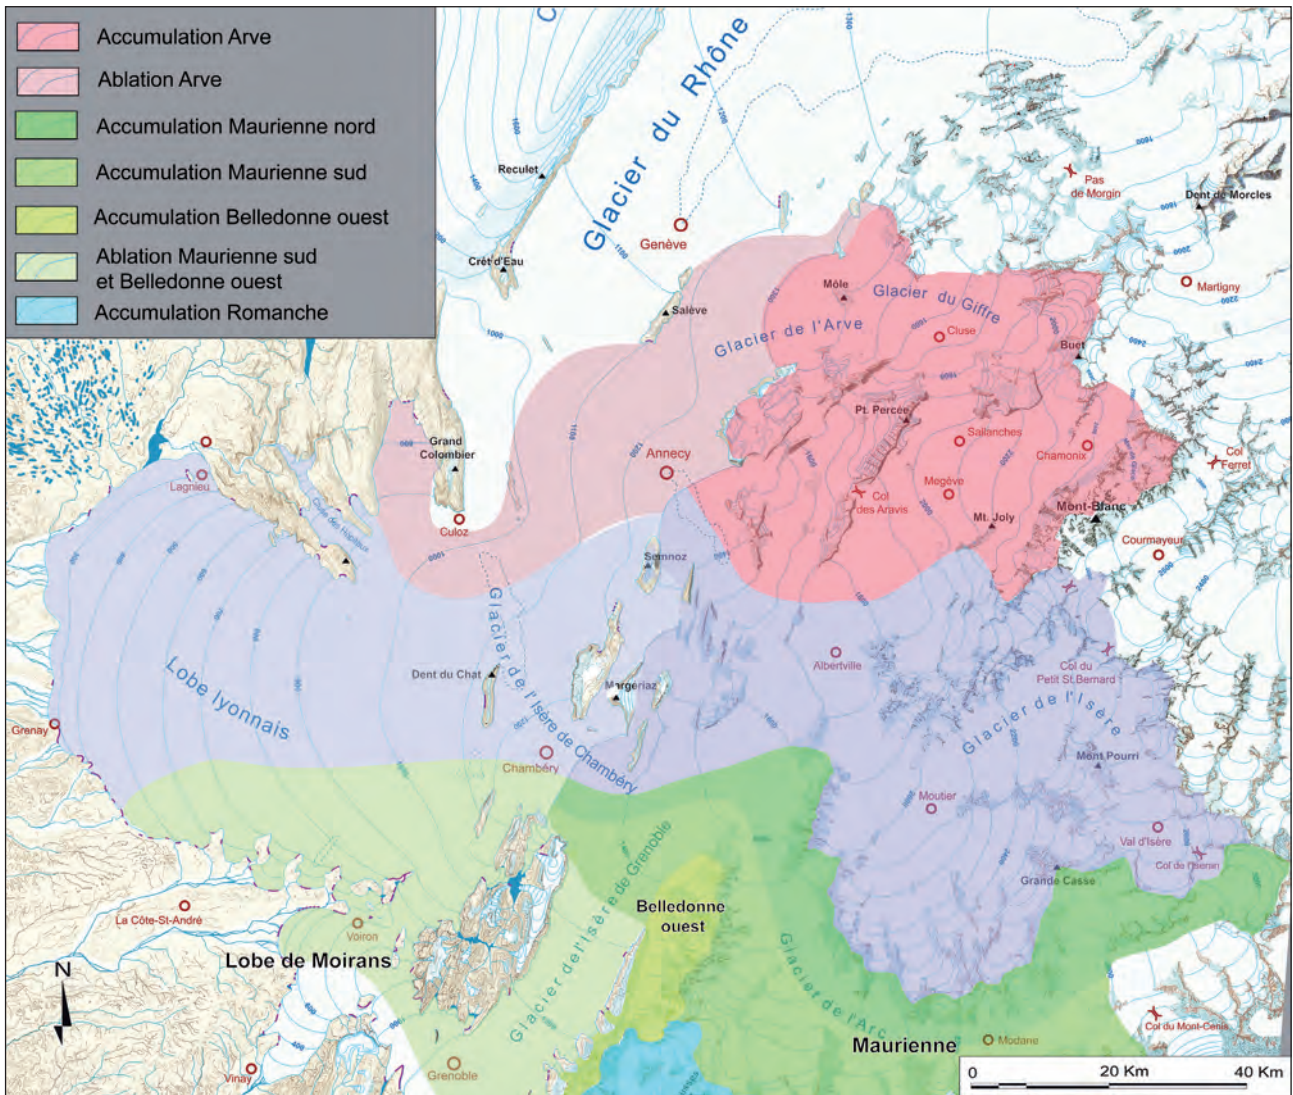 Accumulation Arve
Ablation Arve
Accumulation Maurienne nord
Accumulation Maurienne sud
Accumulation Belledonne ouest
Ablation Maurienne sud
et Belledonne ouest
Accumulation Romanche
Glacier du Rhône
Reculet
Crêt d'Eau
Genève
Salève
Pas
de Morgin
Dent de Morcles
Martigny
Môle
Glacier du Giffre
Glacier de l'Arve
Cluse
Buet
Pt. Percée
Sallanches
Chamonix
Col
Ferret
Megève
Col
des Aravis
Mt. Joly
Mont-Blanc
Courmayeur
Grand
Colombier
Culoz
Annecy
Lagnieu
Cluse des Hôpitaux
Semnoz
Glacier de l'Isère de Chambéry
Dent du Chat
Margeriaz
Albertville
Col du
Petit St.Bernard
Lobe lyonnais
Grenay
Chambéry
Glacier de l'Isère
Mont Pourri
Moutier
Val d'Isère
Col de l'Iseran
Grande Casse
La Côte-St-André
Voiron
Lobe de Moirans
Glacier de l'Isère de Grenoble
Belledonne
ouest
Glacier de l'Arc
Maurienne
Modane
Col du Mont-Cenis
Grenoble
Vinay
N
0 20 Km 40 Km